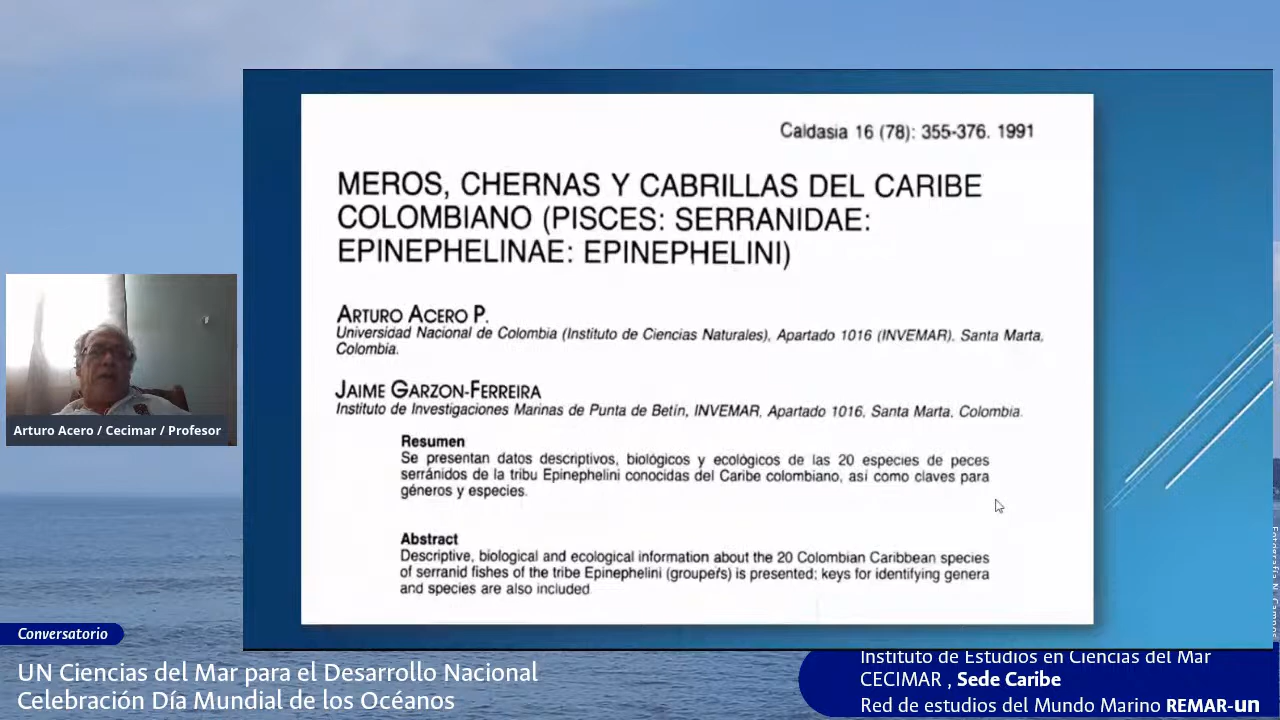 Caldasia 16 (78): 355-376. 1991
MEROS, CHERNAS Y CABRILLAS DEL CARIBE
COLOMBIANO (PISCES: SERRANIDAE:
EPINEPHELINAE: EPINEPHELINI)
ARTURO ACERO P.
Universidad Nacional de Colombia (Instituto de Ciencias Naturales), Apartado 1016 (INVEMAR). Santa Marta,
Colombia.
JAIME GARZON-FERREIRA
Instituto de Investigaciones Marinas de Punta de Betín, INVEMAR, Apartado 1016, Santa Marta, Colombia.
Resumen
Se presentan datos descriptivos, biológicos y ecológicos de las 20 especies de peces
serránidos de la tribu Epinephelini conocidas del Caribe colombiano, así como claves para
géneros y especies.
Abstract
Descriptive, biological and ecological information about the 20 Colombian Caribbean species
of serranid fishes of the tribe Epinephelini (groupers) is presented; keys for identifying genera
and species are also included
Arturo Acero / Cecimar / Profesor
Conversatorio
UN Ciencias del Mar para el Desarrollo Nacional
Celebración Día Mundial de los Océanos
Instituto de Estudios en Ciencias del Mar
CECIMAR , Sede Caribe
Red de estudios del Mundo Marino REMAR-un